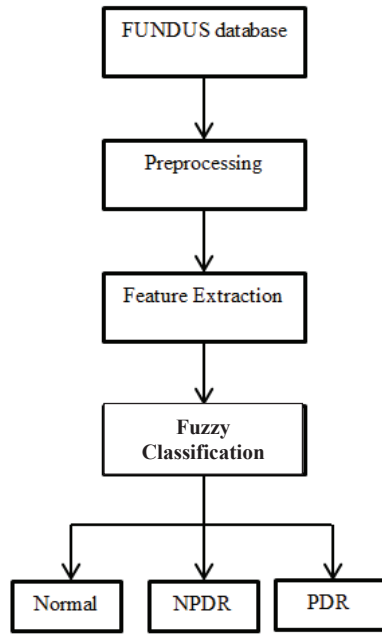 FUNDUS database
Preprocessing
Feature Extraction
Fuzzy
Classification
Normal
NPDR
PDR